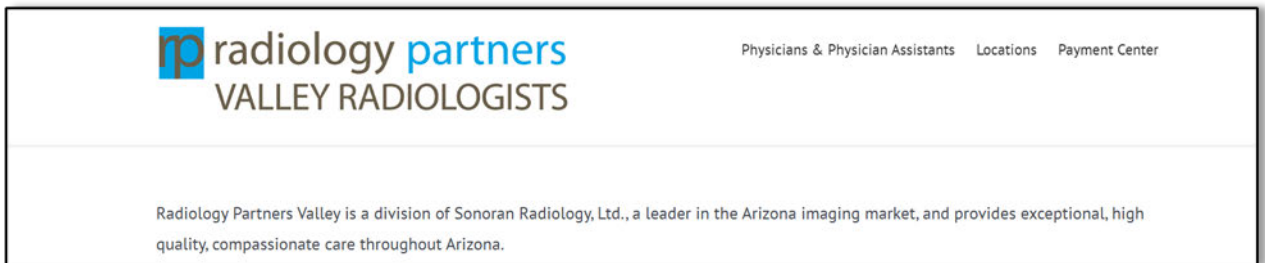 rp radiology partners
VALLEY RADIOLOGISTS
Physicians & Physician Assistants Locations Payment Center
Radiology Partners Valley is a division of Sonoran Radiology, Ltd., a leader in the Arizona imaging market, and provides exceptional, high
quality, compassionate care throughout Arizona.